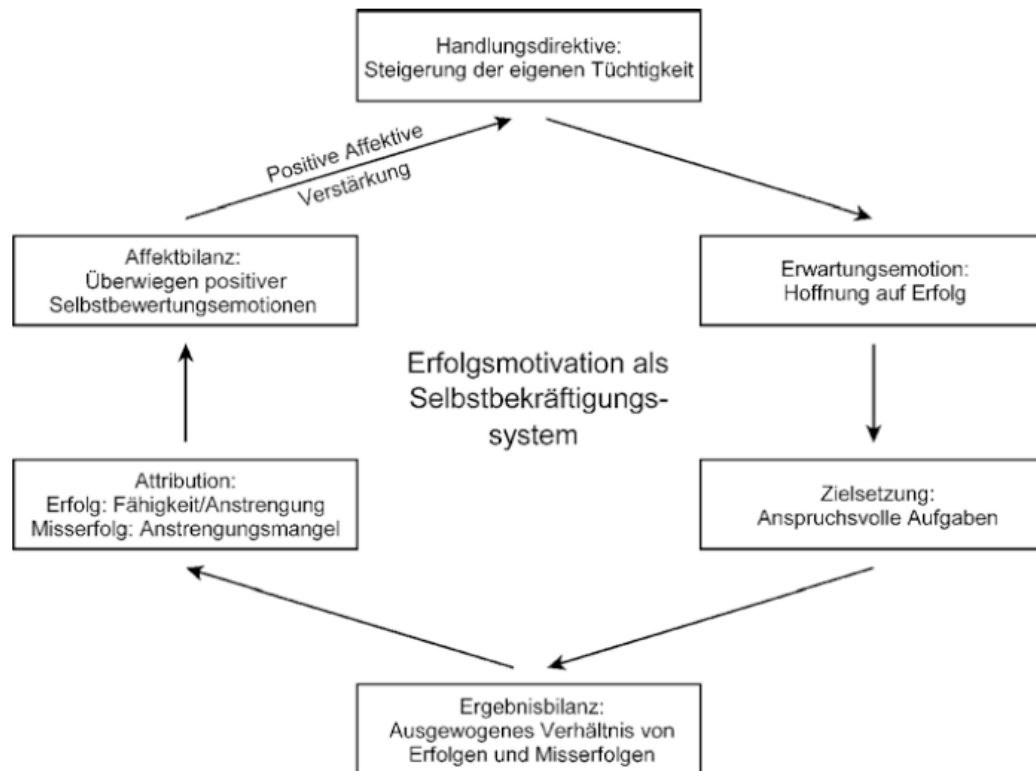 Handlungsdirektive:
Steigerung der eigenen Tüchtigkeit
Positive Affektive
Verstärkung
Affektbilanz:
Überwiegen positiver
Selbstbewertungsemotionen
Erwartungsemotion:
Hoffnung auf Erfolg
Erfolgsmotivation als
Selbstbekräftigungs-
system
Attribution:
Erfolg: Fähigkeit/Anstrengung
Misserfolg: Anstrengungsmangel
Zielsetzung:
Anspruchsvolle Aufgaben
Ergebnisbilanz:
Ausgewogenes Verhältnis von
Erfolgen und Misserfolgen